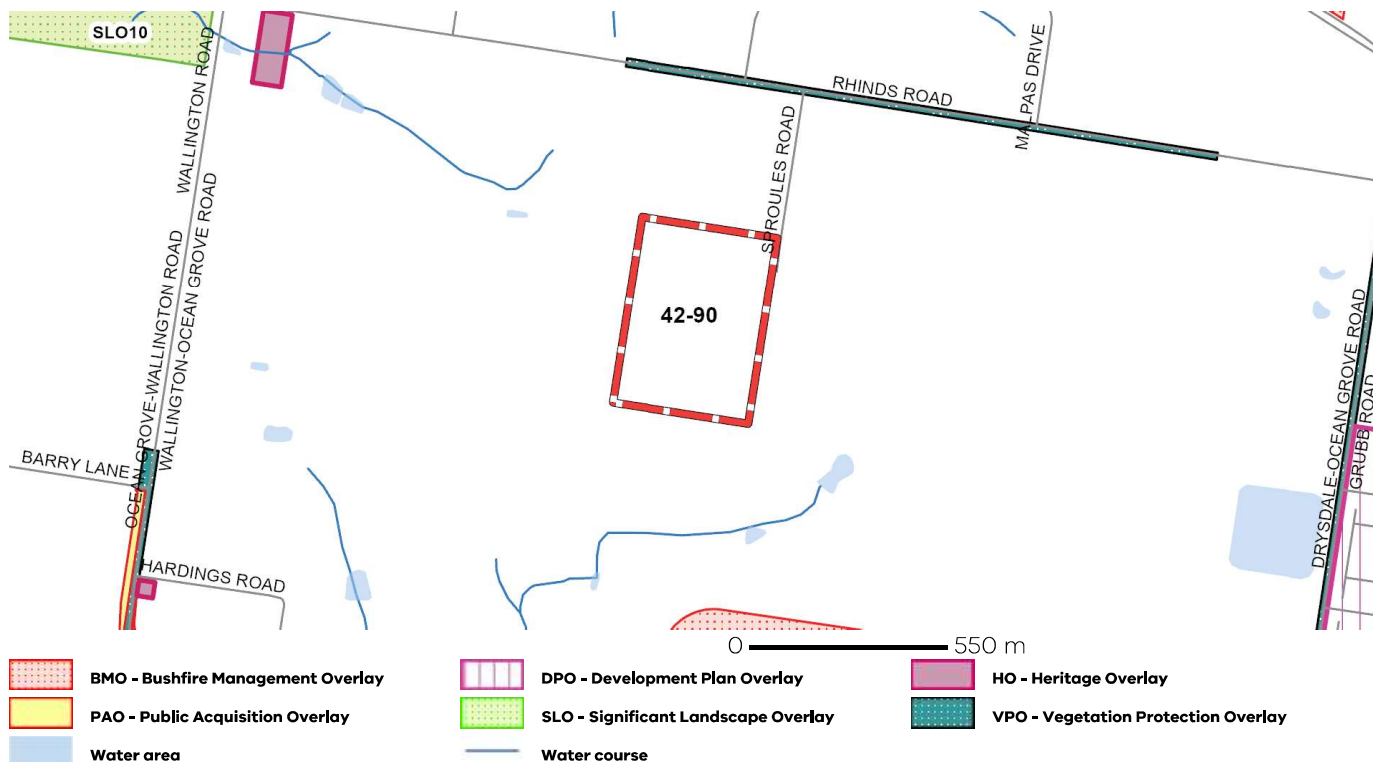 SLO10
WALLINGTON ROAD
RHINDS ROAD
MALPAS DRIVE
SPROULES ROAD
WALLINGTON-OCEAN GROVE ROAD
OCEAN GROVE-WALLINGTON ROAD
42-90
DRYSDALE-OCEAN GROVE ROAD
GRUBB ROAD
BARRY LANE
HARDINGS ROAD
0 550 m
BMO - Bushfire Management Overlay
DPO - Development Plan Overlay
HO - Heritage Overlay
PAO - Public Acquisition Overlay
SLO - Significant Landscape Overlay
VPO - Vegetation Protection Overlay
Water area
Water course